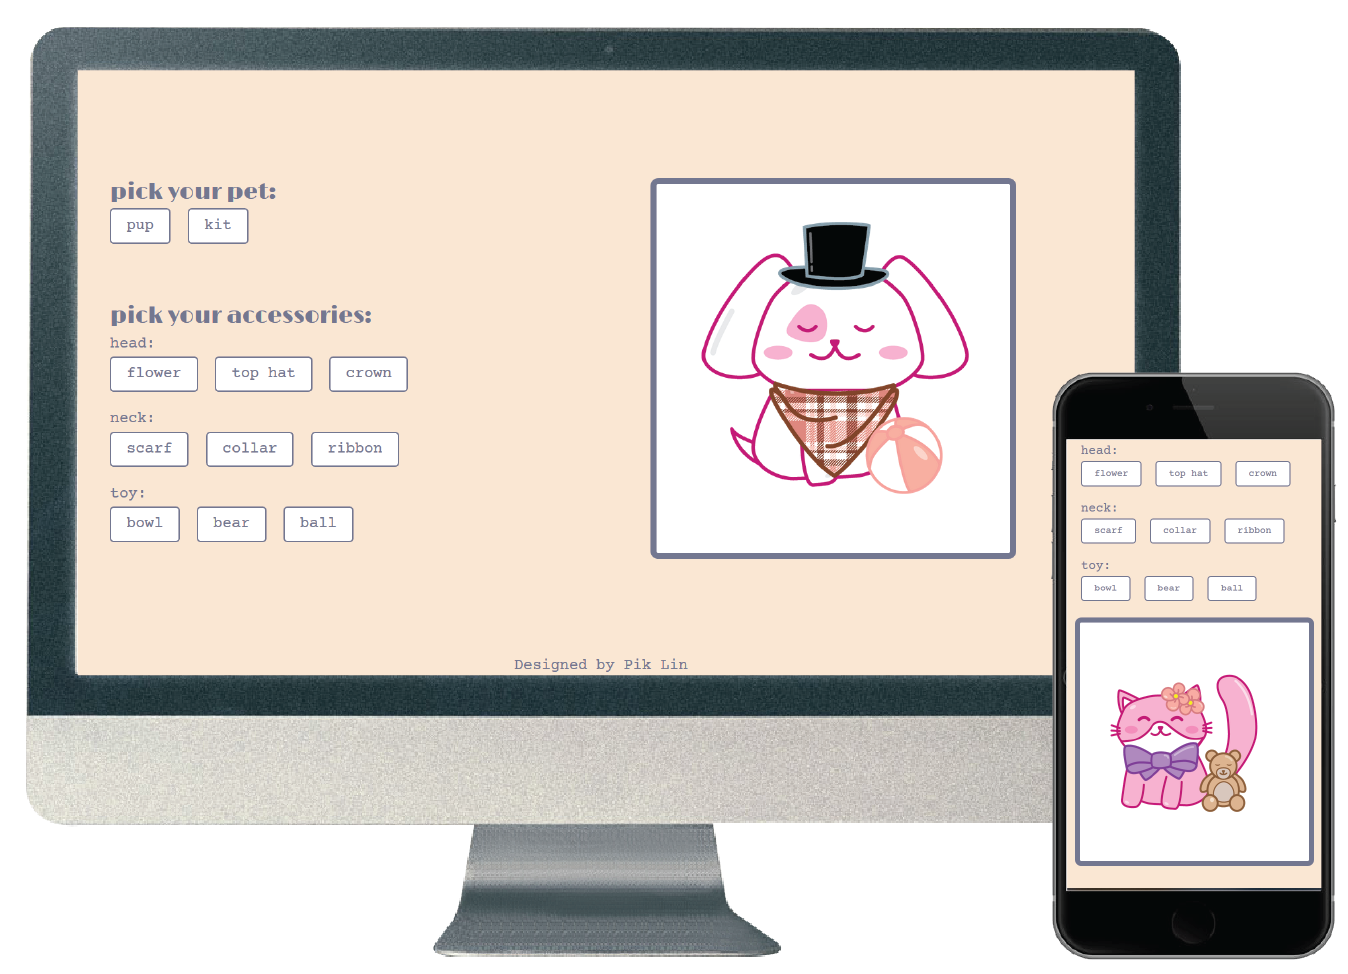 pick your pet:
pup kit
pick your accessories:
head:
flower top hat crown
neck:
scarf collar ribbon
toy:
bowl bear ball
Designed by Pik Lin
head:
flower top hat crown
neck:
scarf collar ribbon
toy:
bowl bear ball